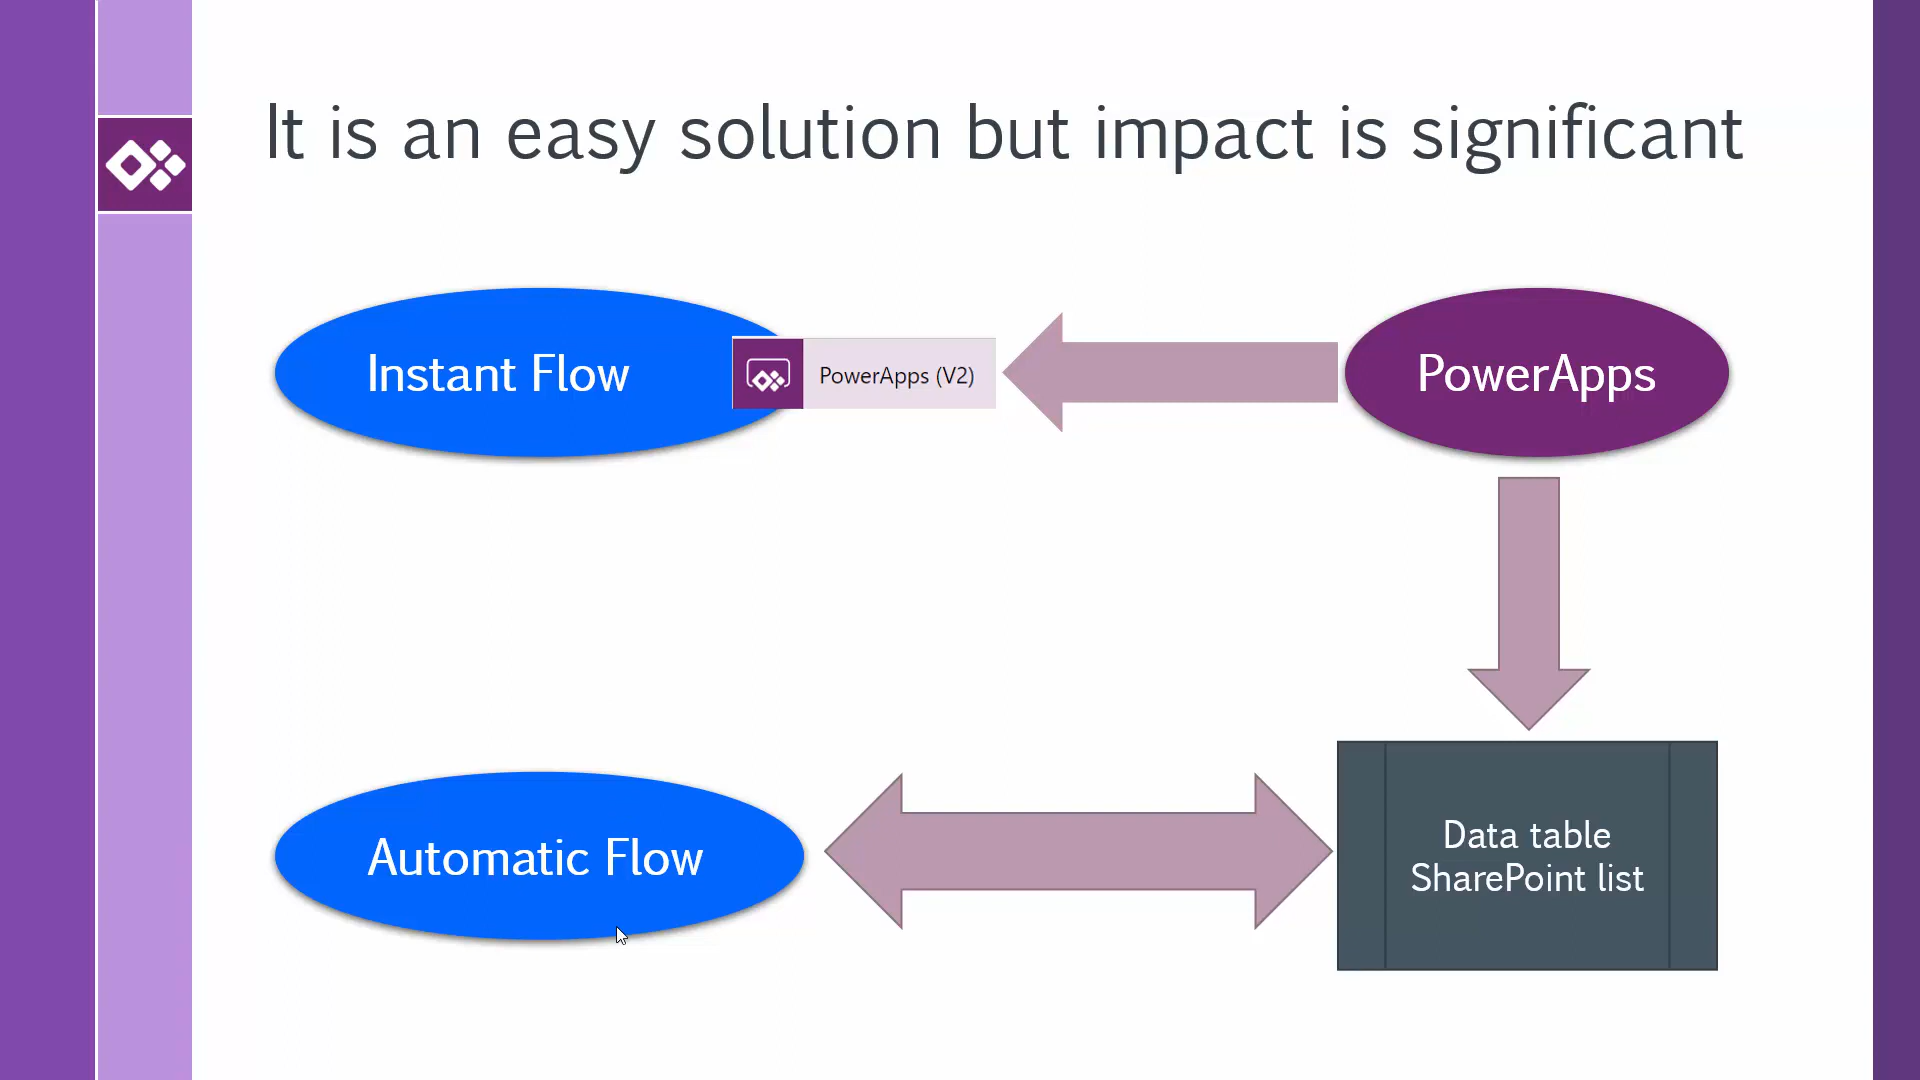 It is an easy solution but impact is significant
Instant Flow
PowerApps (V2)
PowerApps
Automatic Flow
Data table
SharePoint list